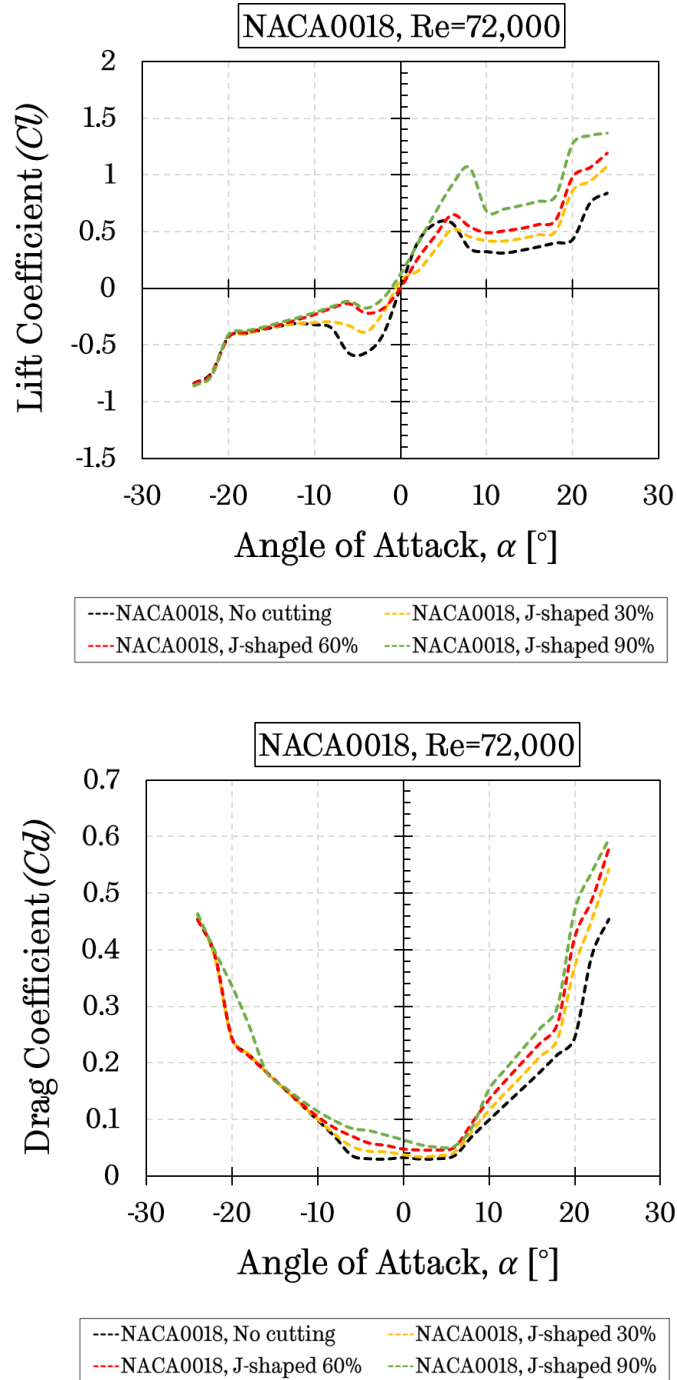 NACA0018, Re=72,000
Lift Coefficient (Cl)
2
1.5
1
0.5
0
-0.5
-1
-1.5
-30 -20 -10 0 10 20 30
Angle of Attack, α [°]
NACA0018, No cutting NACA0018, J-shaped 30%
NACA0018, J-shaped 60% NACA0018, J-shaped 90%
NACA0018, Re=72,000
Drag Coefficient (Cd)
0.7
0.6
0.5
0.4
0.3
0.2
0.1
0
-30 -20 -10 0 10 20 30
Angle of Attack, α [°]
NACA0018, No cutting NACA0018, J-shaped 30%
NACA0018, J-shaped 60% NACA0018, J-shaped 90%